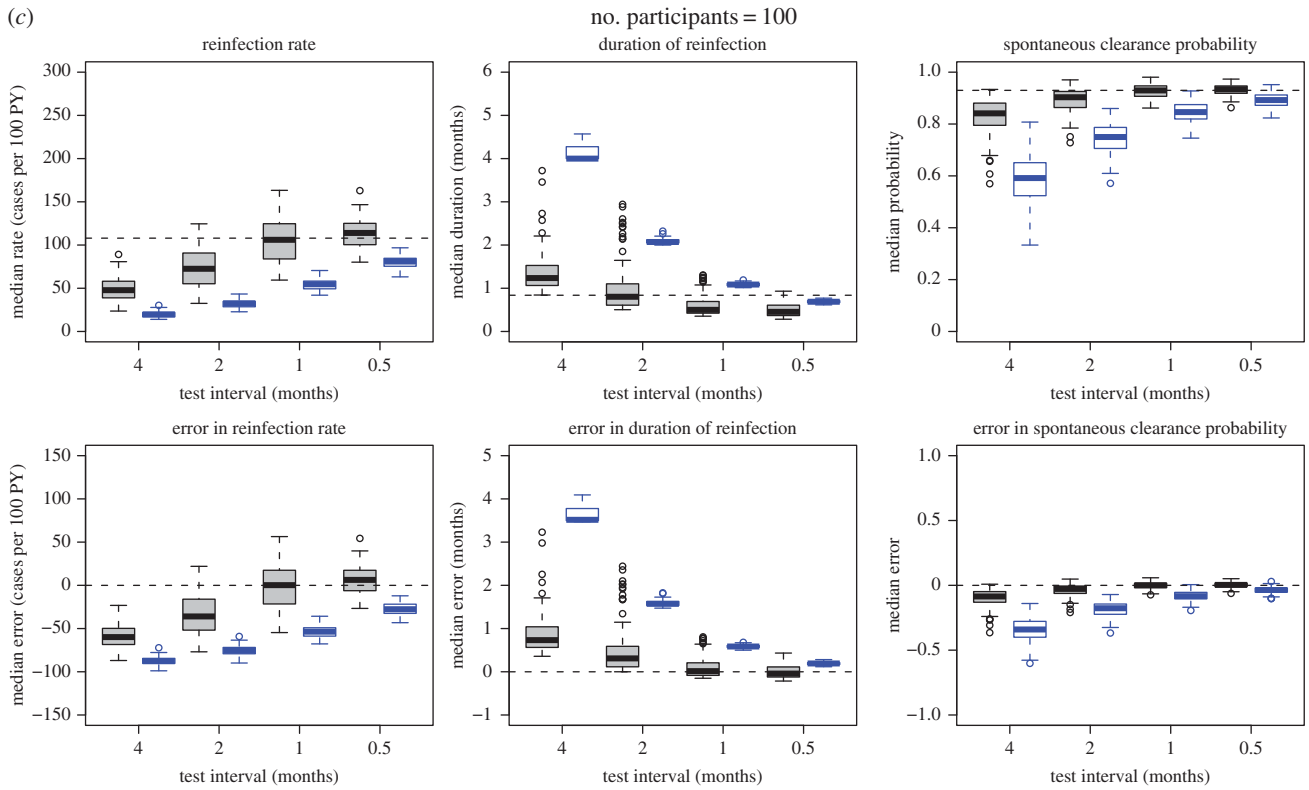 (c)
no. participants = 100
reinfection rate
300
250
200
150
100
50
0
median rate (cases per 100 PY)
4 2 1 0.5
test interval (months)
duration of reinfection
6
5
4
3
2
1
0
median duration (months)
4 2 1 0.5
test interval (months)
spontaneous clearance probability
1.0
0.8
0.6
0.4
0.2
0
median probability
4 2 1 0.5
test interval (months)
error in reinfection rate
150
100
50
0
−50
−100
−150
median error (cases per 100 PY)
4 2 1 0.5
test interval (months)
error in duration of reinfection
5
4
3
2
1
0
−1
median error (months)
4 2 1 0.5
test interval (months)
error in spontaneous clearance probability
1.0
0.5
0
−0.5
−1.0
median error
4 2 1 0.5
test interval (months)